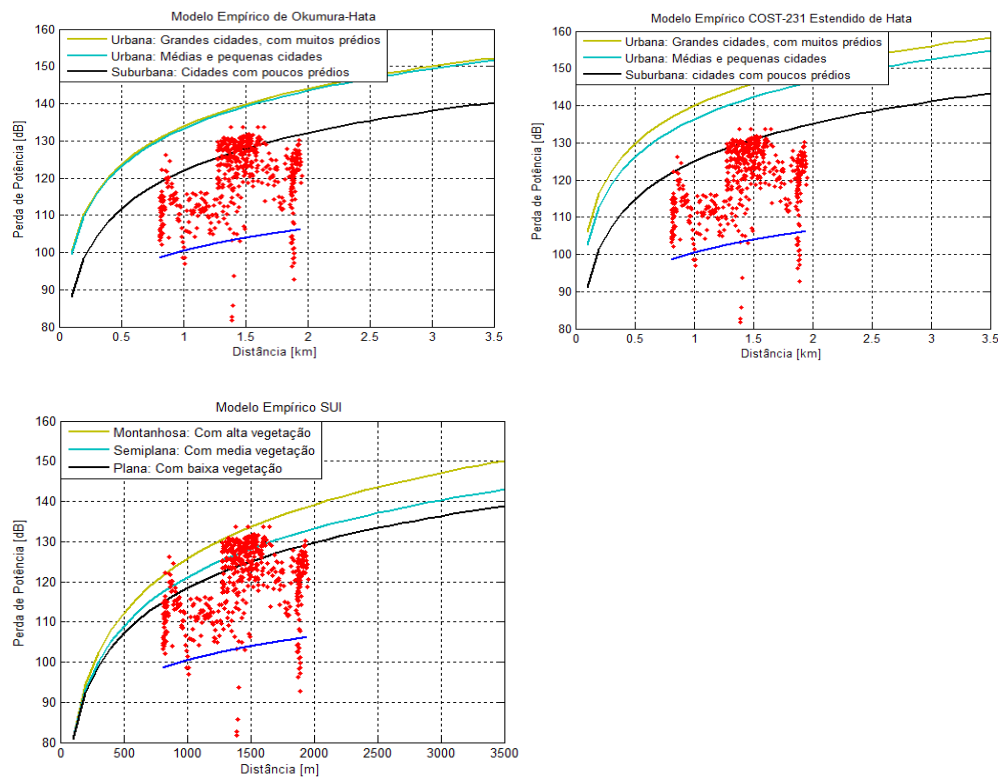 Modelo Empírico de Okumura-Hata
160
150
140
130
120
110
100
90
80
Perda de Potência [dB]
Urbana: Grandes cidades, com muitos prédios
Urbana: Médias e pequenas cidades
Suburbana: Cidades com poucos prédios
0 0.5 1 1.5 2 2.5 3 3.5
Distância [km]
Modelo Empírico COST-231 Estendido de Hata
160
150
140
130
120
110
100
90
80
Perda de Potência [dB]
Urbana: Grandes cidades, com muitos prédios
Urbana: Médias e pequenas cidades
Suburbana: cidades com poucos prédios
0 0.5 1 1.5 2 2.5 3 3.5
Distância [km]
Modelo Empírico SUI
160
150
140
130
120
110
100
90
80
Perda de Potência [dB]
Montanhosa: Com alta vegetação
Semiplana: Com media vegetação
Plana: Com baixa vegetação
0 500 1000 1500 2000 2500 3000 3500
Distância [m]